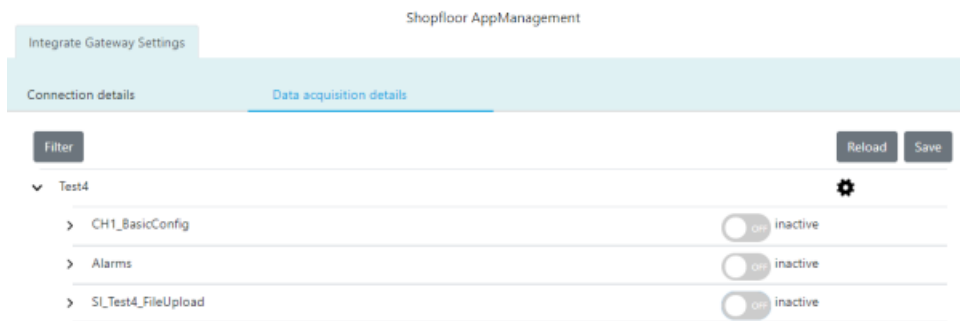 Shopfloor AppManagement
Integrate Gateway Settings
Connection details Data acquisition details
Filter Reload Save
Test4
CH1_BasicConfig OFF inactive
Alarms OFF inactive
SI_Test4_FileUpload OFF inactive